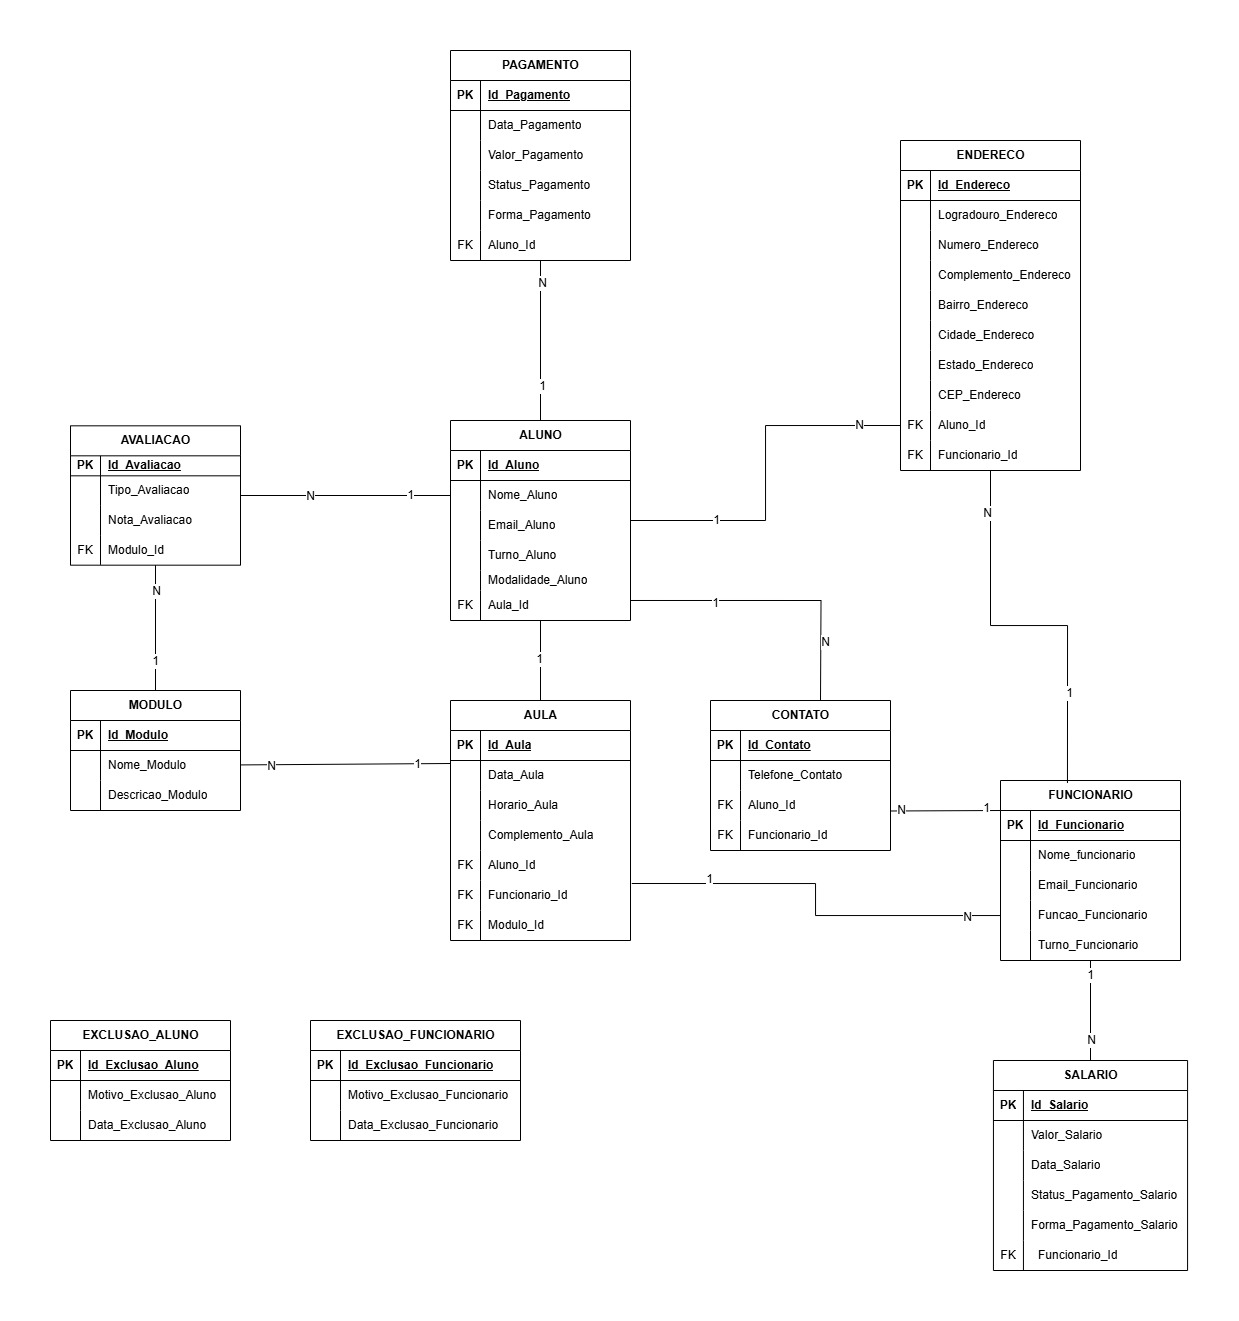 PAGAMENTO
PK Id_Pagamento
Data_Pagamento
Valor_Pagamento
Status_Pagamento
Forma_Pagamento
FK Aluno_Id
N
1
ENDERECO
PK Id_Endereco
Logradouro_Endereco
Numero_Endereco
Complemento_Endereco
Bairro_Endereco
Cidade_Endereco
Estado_Endereco
CEP_Endereco
FK Aluno_Id
FK Funcionario_Id
N
1
N
1
AVALIACAO
PK Id_Avaliacao
Tipo_Avaliacao
Nota_Avaliacao
FK Modulo_Id
N
1
N
1
ALUNO
PK Id_Aluno
Nome_Aluno
Email_Aluno
Turno_Aluno
Modalidade_Aluno
FK Aula_Id
1
1
N
MODULO
PK Id_Modulo
Nome_Modulo
Descricao_Modulo
N
1
AULA
PK Id_Aula
Data_Aula
Horario_Aula
Complemento_Aula
FK Aluno_Id
FK Funcionario_Id
FK Modulo_Id
1
N
CONTATO
PK Id_Contato
Telefone_Contato
FK Aluno_Id
FK Funcionario_Id
N
1
FUNCIONARIO
PK Id_Funcionario
Nome_funcionario
Email_Funcionario
Funcao_Funcionario
Turno_Funcionario
1
N
EXCLUSAO_ALUNO
PK Id_Exclusao_Aluno
Motivo_Exclusao_Aluno
Data_Exclusao_Aluno
EXCLUSAO_FUNCIONARIO
PK Id_Exclusao_Funcionario
Motivo_Exclusao_Funcionario
Data_Exclusao_Funcionario
SALARIO
PK Id_Salario
Valor_Salario
Data_Salario
Status_Pagamento_Salario
Forma_Pagamento_Salario
FK Funcionario_Id